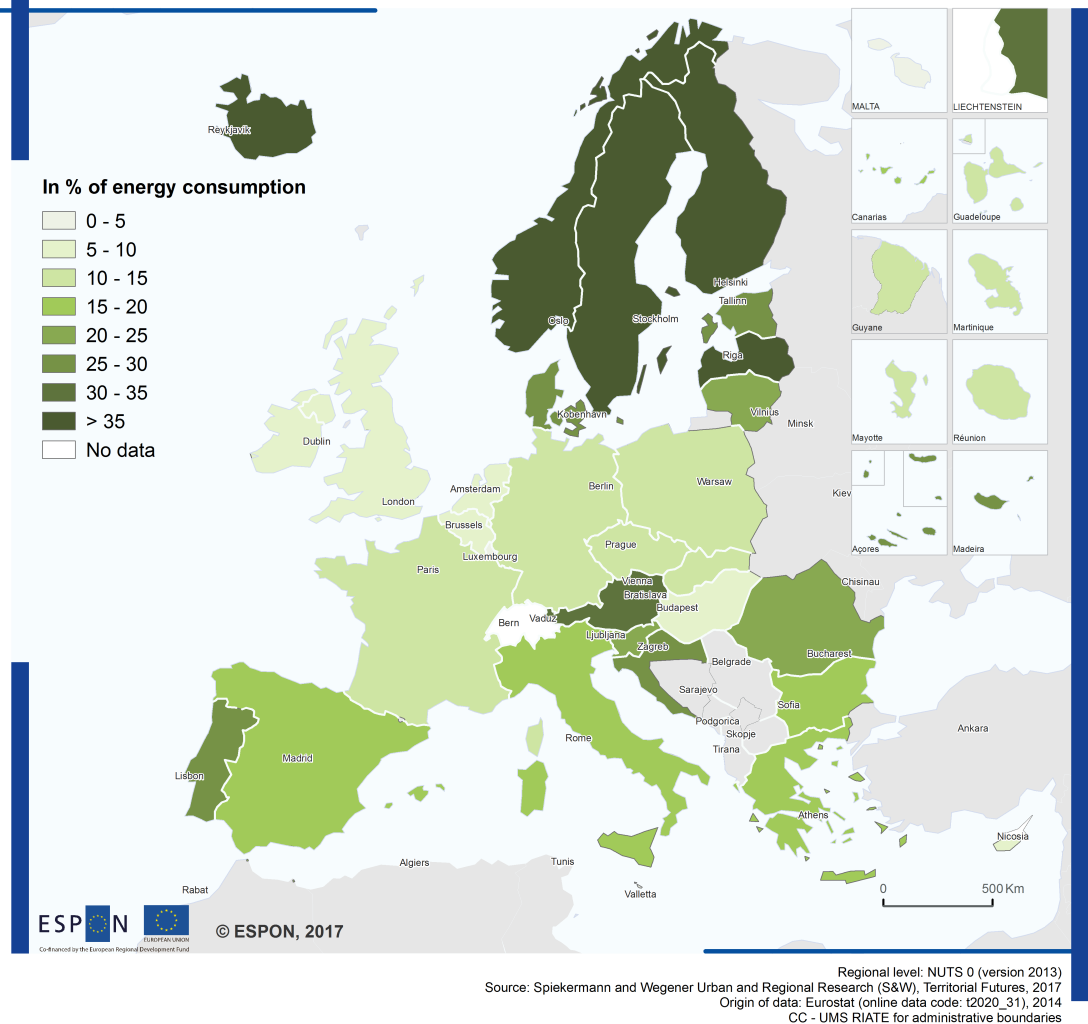 MALTA
LIECHTENSTEIN
Reykjavik
In % of energy consumption
0 - 5
5 - 10
10 - 15
15 - 20
20 - 25
25 - 30
30 - 35
> 35
No data
Canarias
Guadeloupe
Guyane
Martinique
Mayotte
Réunion
Açores
Madeira
Helsinki
Tallinn
Oslo
Stockholm
Riga
København
Vilnius
Minsk
Dublin
Amsterdam
Berlin
Warsaw
London
Kiev
Brussels
Prague
Luxembourg
Paris
Vienna
Chisinau
Bratislava
Budapest
Bern
Vaduz
Ljubljana
Zagreb
Bucharest
Belgrade
Sarajevo
Sofia
Podgorica
Skopje
Ankara
Rome
Tirana
Madrid
Lisbon
Athens
Nicosia
Algiers
Tunis
Rabat
Valletta
0
500 Km
ESPON
EUROPEAN UNION
Co-financed by the European Regional Development Fund
© ESPON, 2017
Regional level: NUTS 0 (version 2013)
Source: Spiekermann and Wegener Urban and Regional Research (S&W), Territorial Futures, 2017
Origin of data: Eurostat (online data code: t2020_31), 2014
CC - UMS RIATE for administrative boundaries